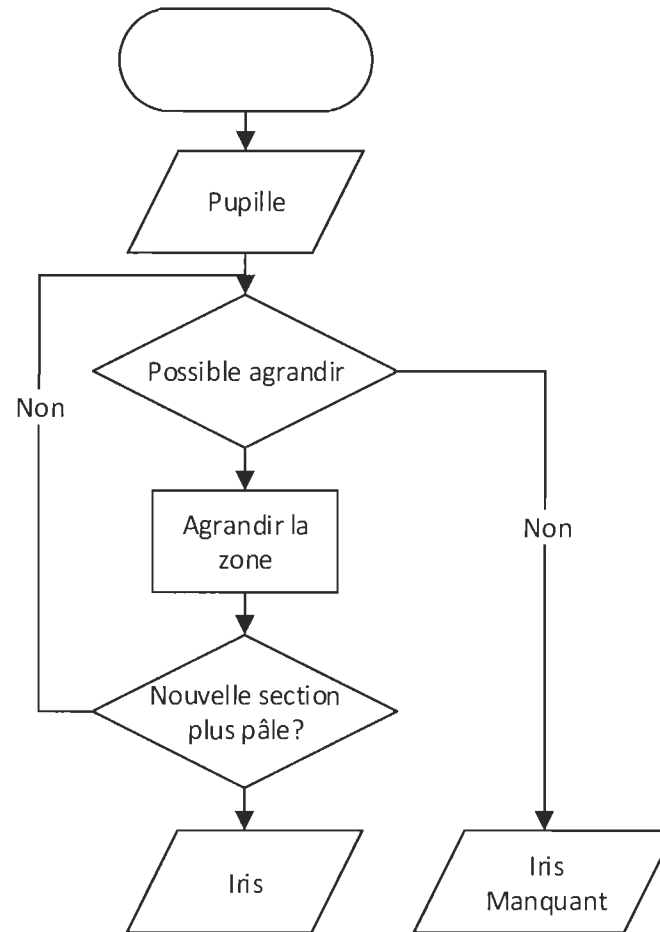 Pupille
Possible agrandir
Non
Agrandir la
zone
Non
Nouvelle section
plus pâle?
Iris
Iris
Manquant